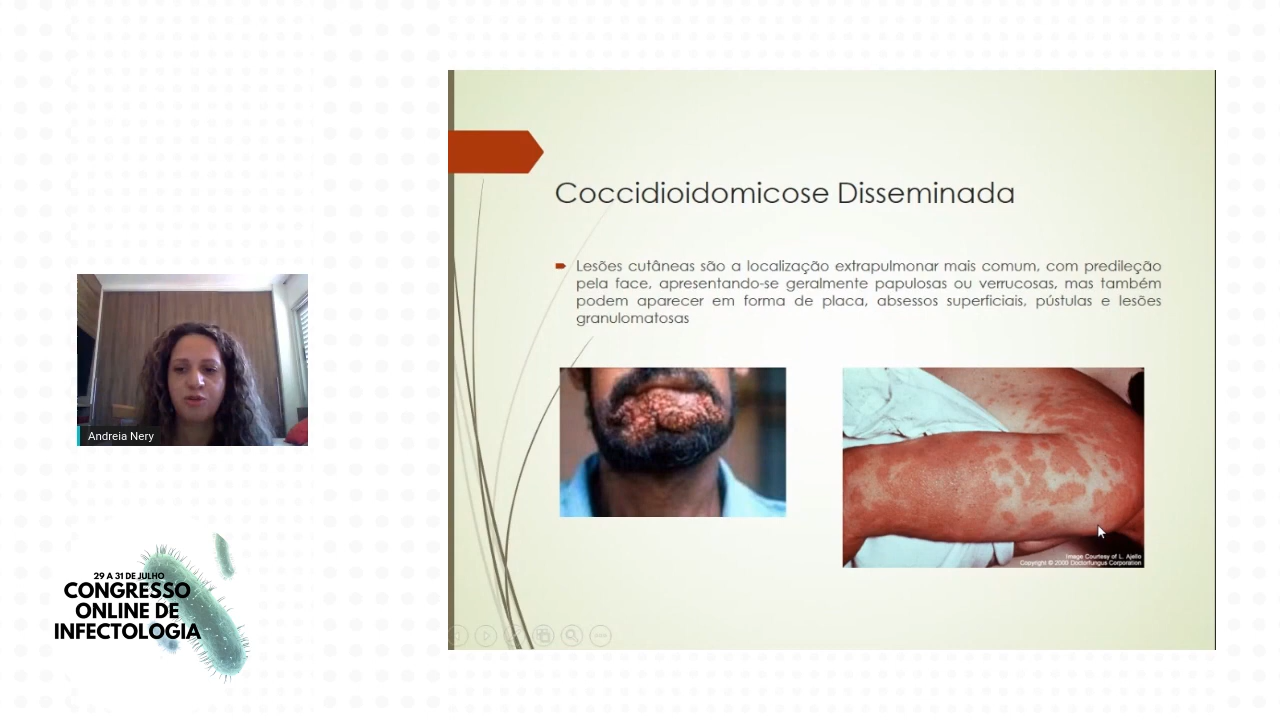 Coccidioidomicose Disseminada
Lesões cutâneas são a localização extrapulmonar mais comum, com predileção
pela face, apresentando-se geralmente papulosas ou verrucosas, mas também
podem aparecer em forma de placa, absessos superficiais, pústulas e lesões
granulomatosas
Image Courtesy of L. Ajello
Copyright © 2000 Doctorfungus Corporation
Andreia Nery
29 A 31 DE JULHO
CONGRESSO
ONLINE DE
INFECTOLOGIA